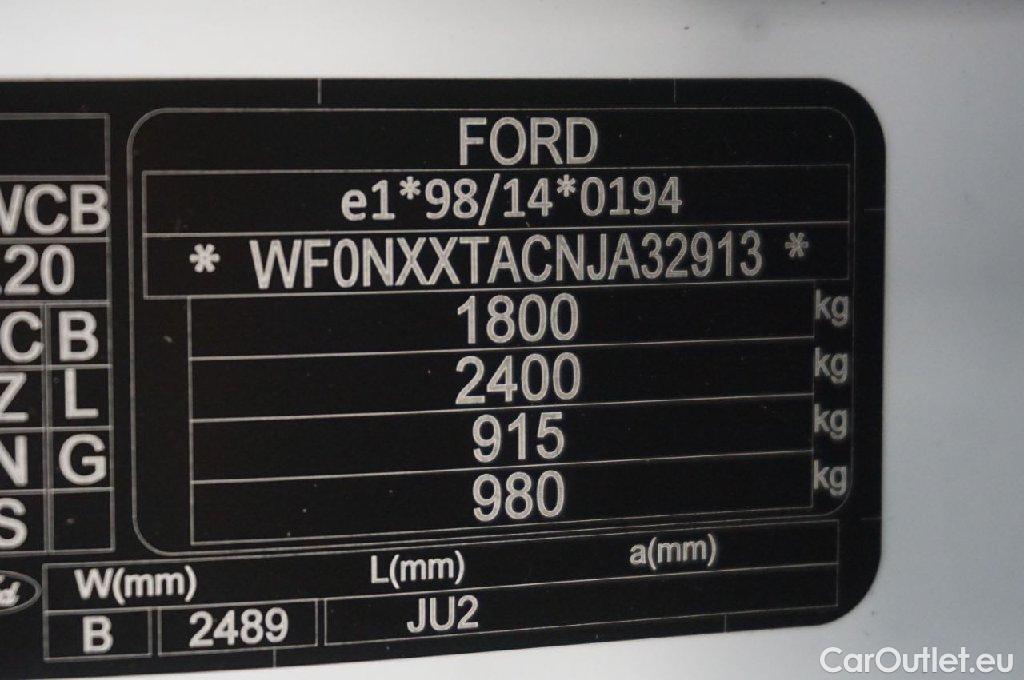 FORD
e1*98/14*0194
* WF0NXXTACNJA32913 *
1800 kg
2400 kg
915 kg
980 kg
WCB
20
C B
Z L
N G
S
W(mm) L(mm) a(mm)
B 2489 JU2
CarOutlet.eu